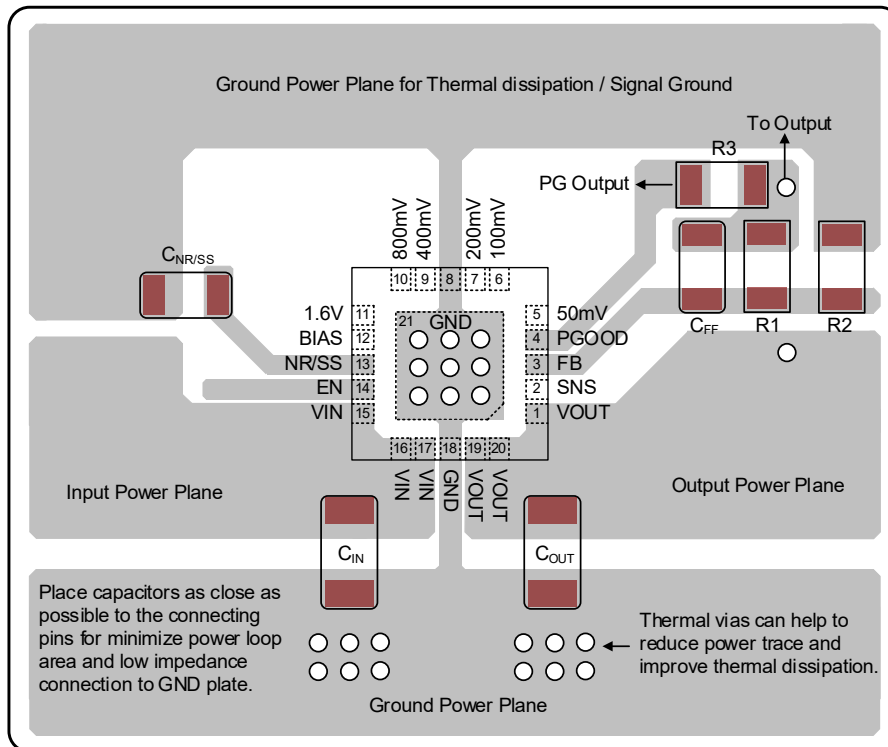 Ground Power Plane for Thermal dissipation / Signal Ground
To Output
R3
PG Output
800mV
400mV
200mV
100mV
CNR/SS
10
9
8
7
6
1.6V
11
21
GND
5
50mV
BIAS
12
4
PGOOD
CFF
R1
R2
NR/SS
13
3
FB
EN
14
2
SNS
VIN
15
1
VOUT
16
17
18
19
20
VIN
VIN
GND
VOUT
VOUT
Input Power Plane
Output Power Plane
CIN
COUT
Place capacitors as close as
possible to the connecting
pins for minimize power loop
area and low impedance
connection to GND plate.
Thermal vias can help to
reduce power trace and
improve thermal dissipation.
Ground Power Plane